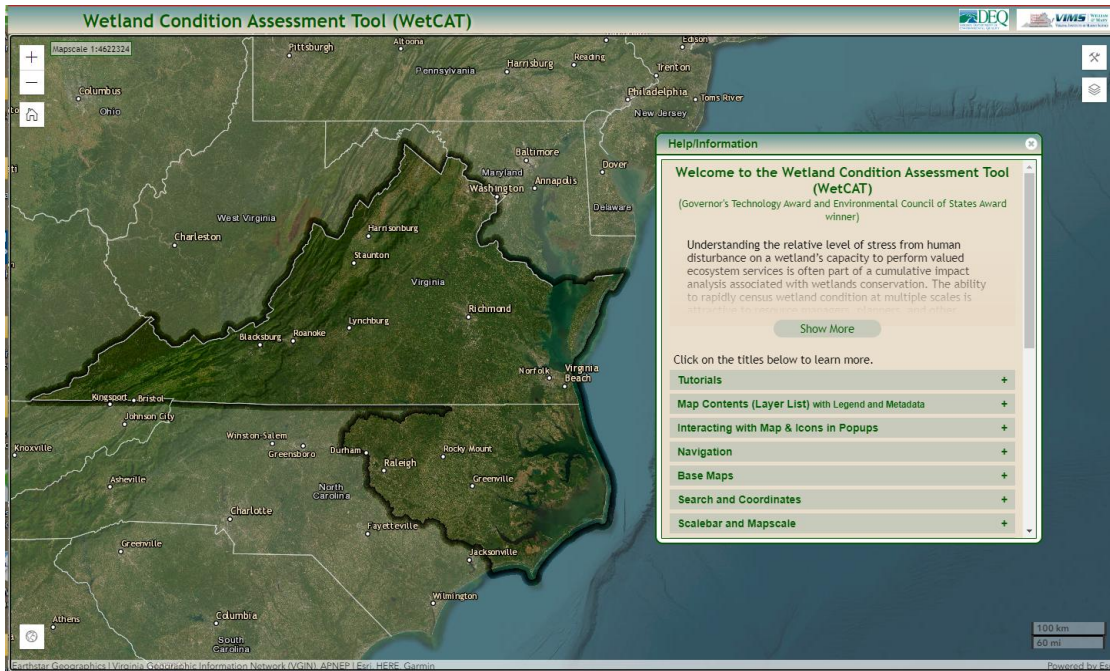 Wetland Condition Assessment Tool (WetCAT)
DEQ
VIMS
WILLIAM & MARY
Mapscale 1:4622324
Pittsburgh
Altoona
Edison
Pennsylvania
Harrisburg
Reading
Trenton
Columbus
Ohio
Philadelphia
Toms River
New Jersey
Baltimore
Maryland
Dover
Washington
Annapolis
Delaware
West Virginia
Charleston
Harrisonburg
Staunton
Virginia
Richmond
Lynchburg
Blacksburg
Roanoke
Norfolk
Virginia
Beach
Kingsport
Bristol
Johnson City
Knoxville
Winston-Salem
Greensboro
Durham
Rocky Mount
Raleigh
Greenville
Asheville
North
Carolina
Charlotte
Fayetteville
Greenville
Jacksonville
Wilmington
Athens
Columbia
South
Carolina
Help/Information
Welcome to the Wetland Condition Assessment Tool
(WetCAT)
(Governor's Technology Award and Environmental Council of States Award
winner)
Understanding the relative level of stress from human
disturbance on a wetland's capacity to perform valued
ecosystem services is often part of a cumulative impact
analysis associated with wetlands conservation. The ability
to rapidly census wetland condition at multiple scales is
Show More
Click on the titles below to learn more.
Tutorials +
Map Contents (Layer List) with Legend and Metadata +
Interacting with Map & Icons in Popups +
Navigation +
Base Maps +
Search and Coordinates +
Scalebar and Mapscale +
100 km
60 mi
Earthstar Geographics | Virginia Geographic Information Network (VGIN), APNEP | Esri, HERE, Garmin
Powered by Es